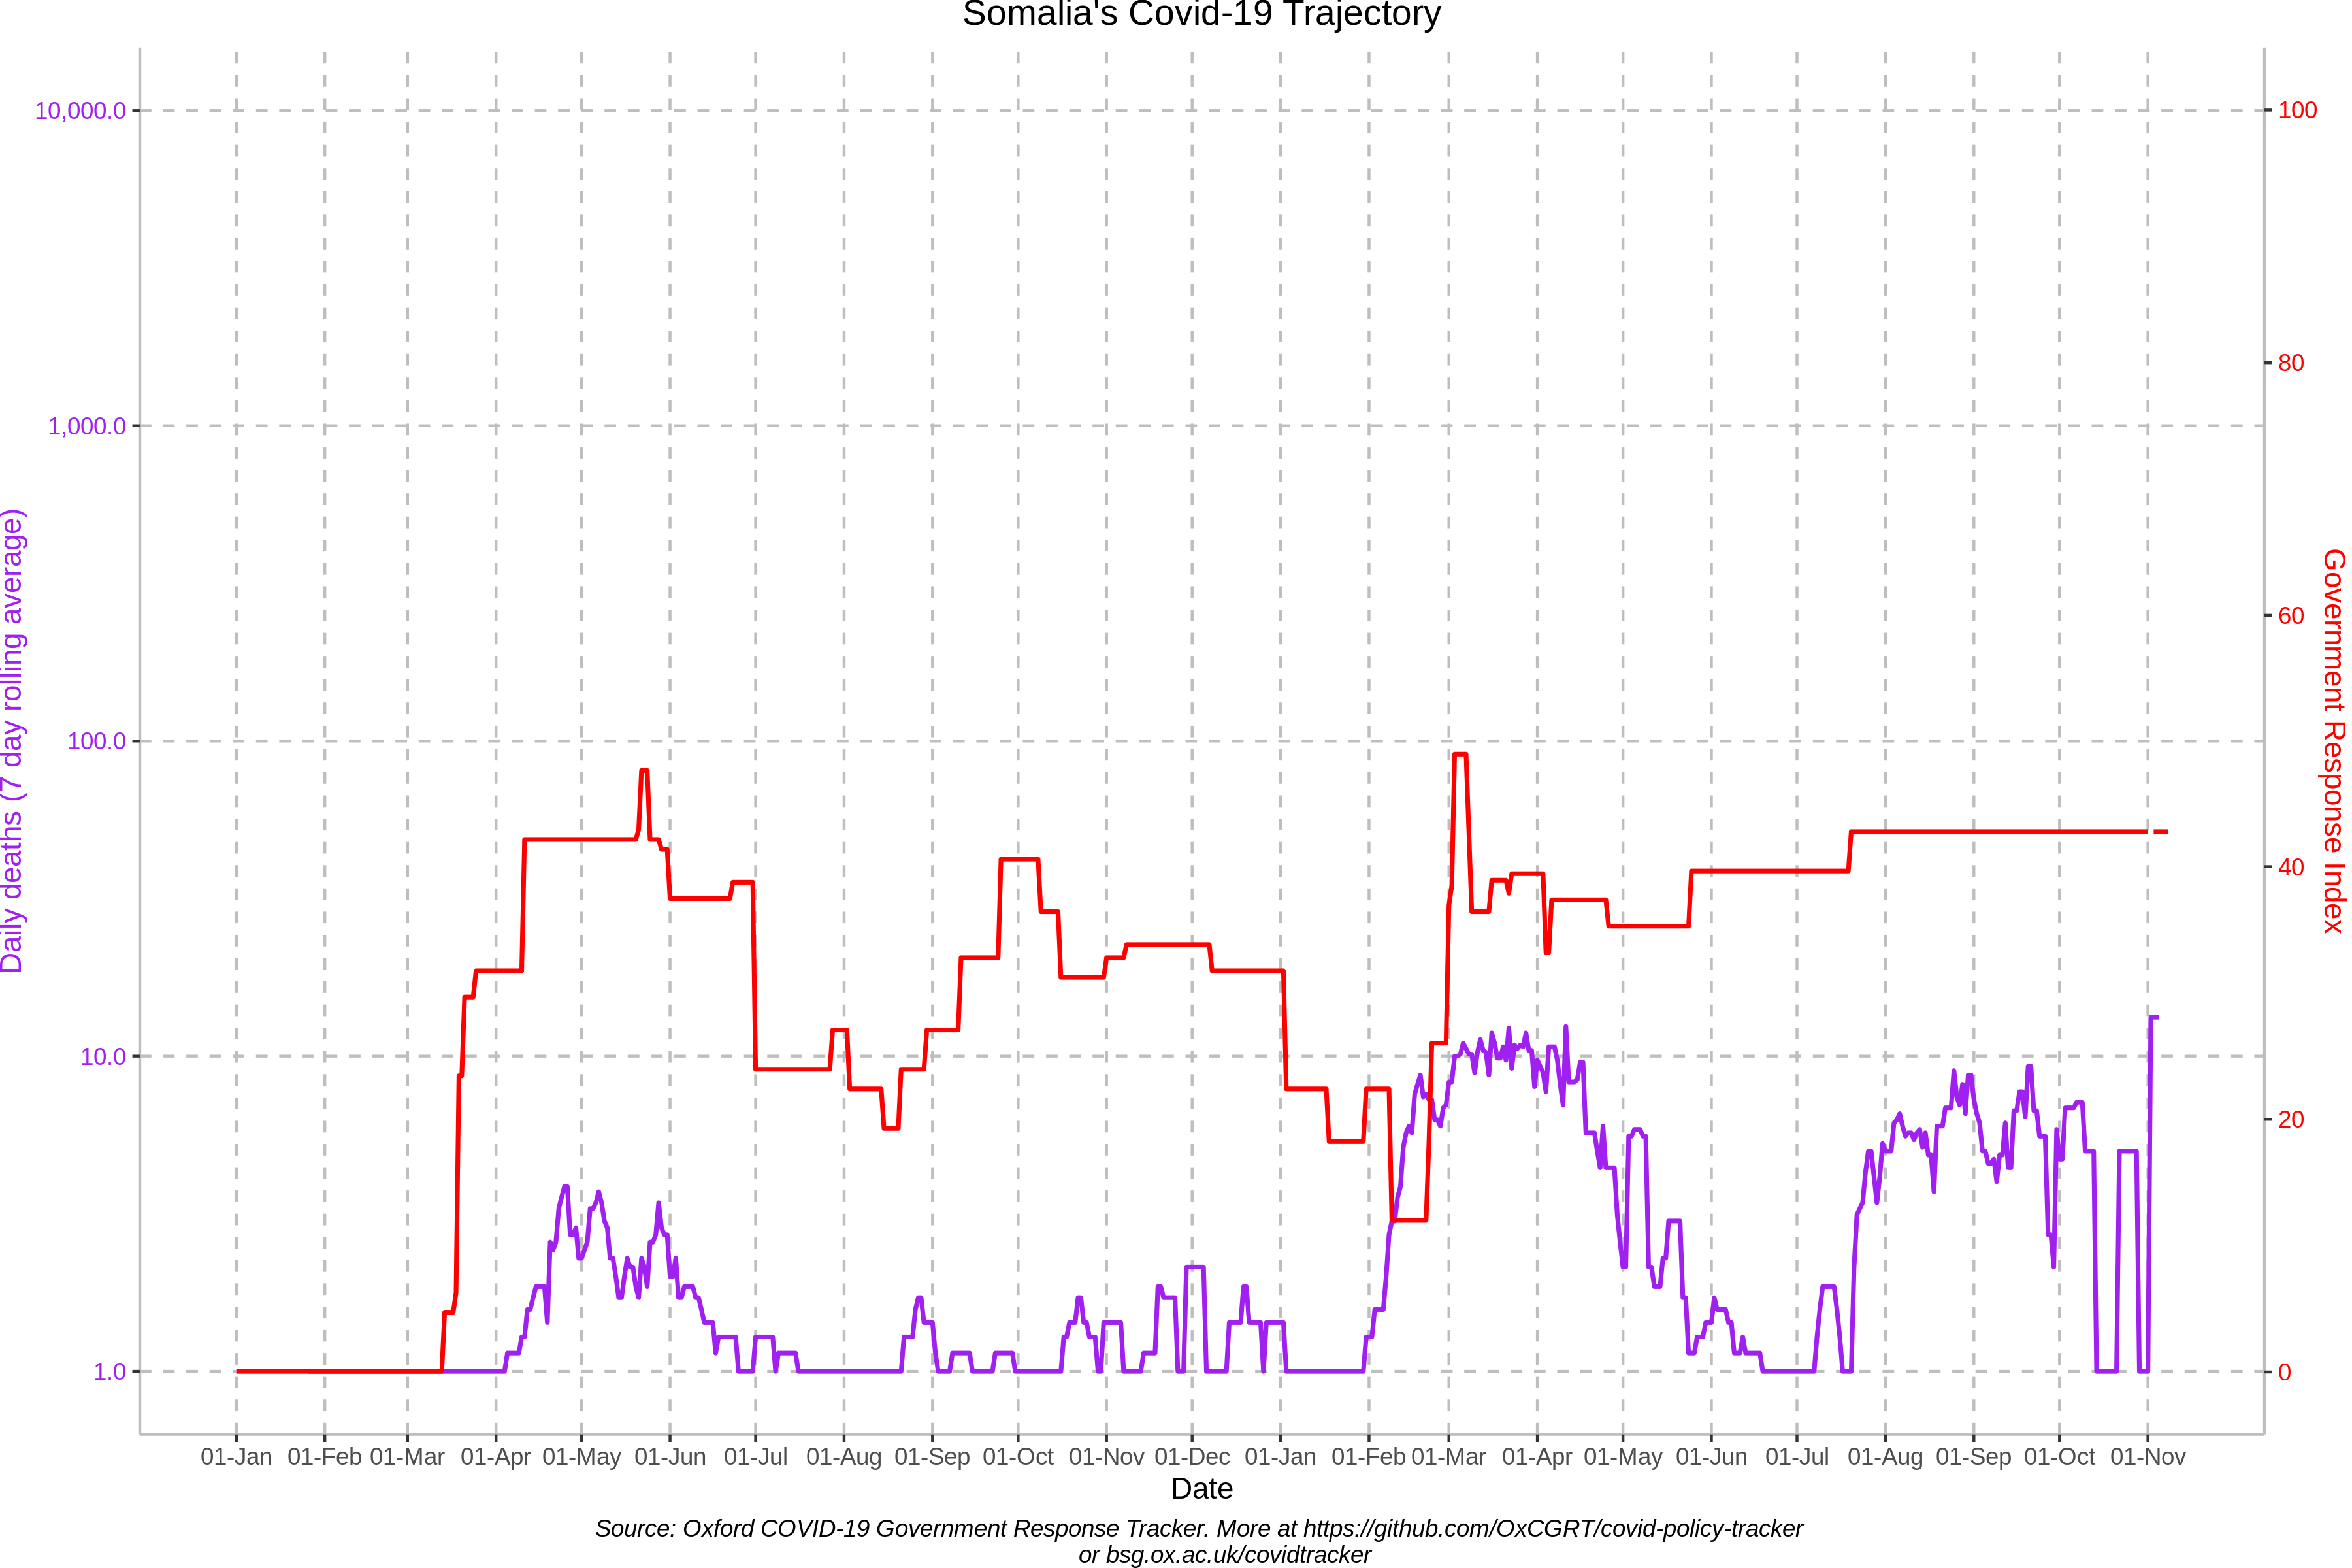 Somalia's Covid-19 Trajectory
10,000.0
1,000.0
100.0
10.0
1.0
Daily deaths (7 day rolling average)
100
80
60
40
20
0
Government Response Index
01-Jan 01-Feb 01-Mar 01-Apr 01-May 01-Jun 01-Jul 01-Aug 01-Sep 01-Oct 01-Nov 01-Dec 01-Jan 01-Feb 01-Mar 01-Apr 01-May 01-Jun 01-Jul 01-Aug 01-Sep 01-Oct 01-Nov
Date
Source: Oxford COVID-19 Government Response Tracker. More at https://github.com/OxCGRT/covid-policy-tracker
or bsg.ox.ac.uk/covidtracker